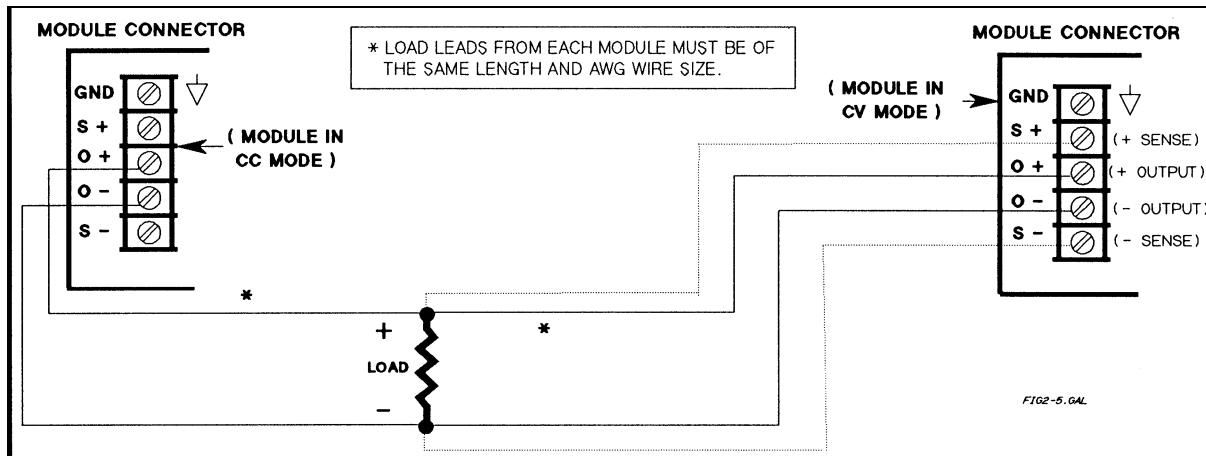 MODULE CONNECTOR
GND
S +
O +
O -
S -
( MODULE IN
CC MODE )
* LOAD LEADS FROM EACH MODULE MUST BE OF
THE SAME LENGTH AND AWG WIRE SIZE.
MODULE CONNECTOR
( MODULE IN
CV MODE )
GND
S + (+ SENSE)
O + (+ OUTPUT)
O - (- OUTPUT)
S - (- SENSE)
*
*
+
LOAD
-
FIG2-5.GAL